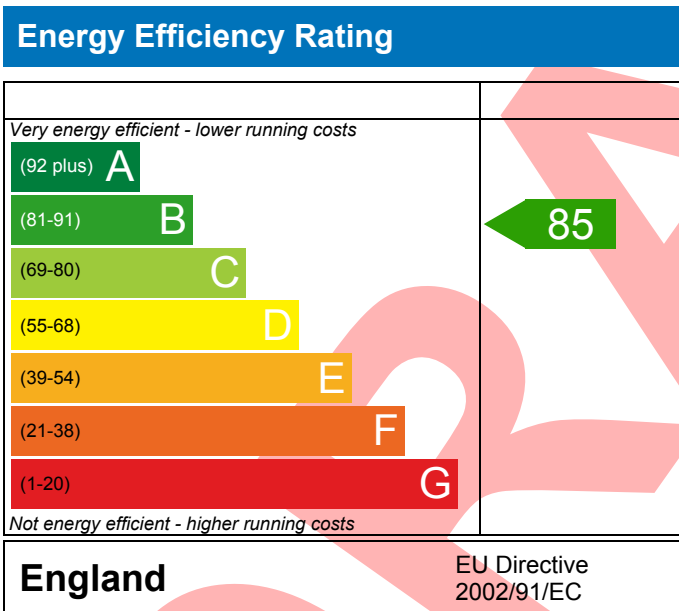 Energy Efficiency Rating
Very energy efficient - lower running costs
(92 plus) A
(81-91) B
85
(69-80) C
(55-68) D
(39-54) E
(21-38) F
(1-20) G
Not energy efficient - higher running costs
England
EU Directive
2002/91/EC